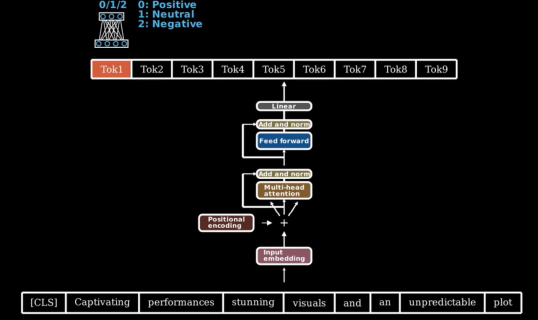 0/1/2
0: Positive
1: Neutral
2: Negative
Tok1 Tok2 Tok3 Tok4 Tok5 Tok6 Tok7 Tok8 Tok9
Linear
Add and norm
Feed forward
Add and norm
Multi-head
attention
Positional
encoding
+
Input
embedding
[CLS] Captivating performances stunning visuals and an unpredictable plot